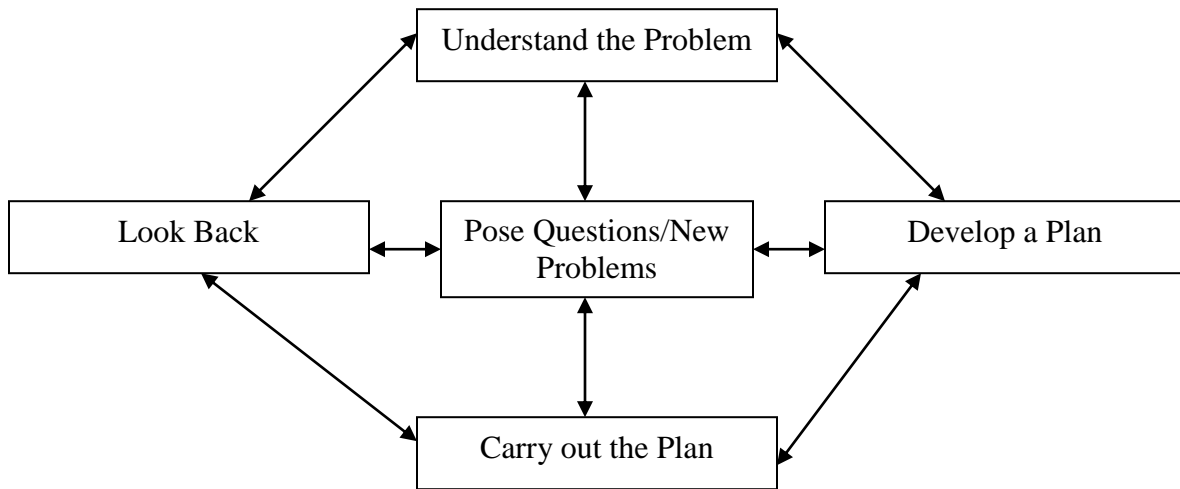 Understand the Problem
Look Back
Pose Questions/New
Problems
Develop a Plan
Carry out the Plan